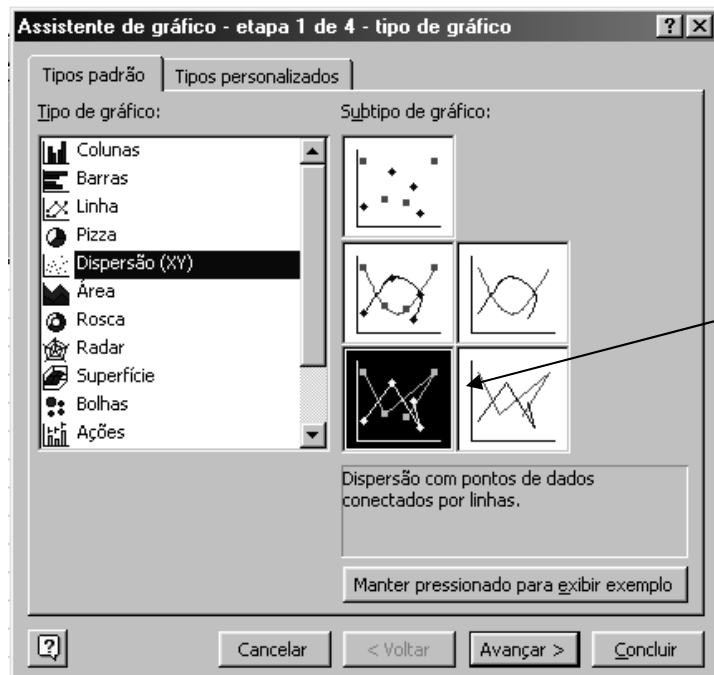 Assistente de gráfico - etapa 1 de 4 - tipo de gráfico
Tipos padrão
Tipos personalizados
Tipo de gráfico:
Colunas
Barras
Linha
Pizza
Dispersão (XY)
Área
Rosca
Radar
Superfície
Bolhas
Ações
Subtipo de gráfico:
Dispersão com pontos de dados
conectados por linhas.
Manter pressionado para exibir exemplo
Cancelar
< Voltar
Avançar >
Concluir